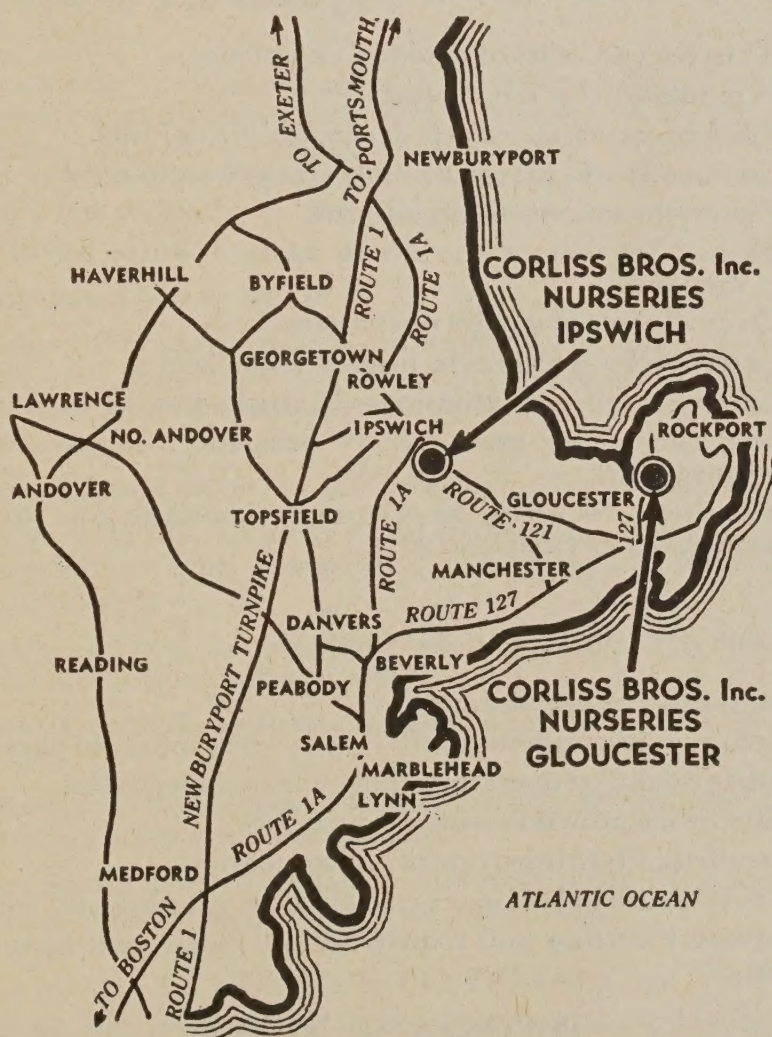 TO EXETER
TO PORTSMOUTH
NEWBURYPORT
ROUTE 1
ROUTE 1A
HAVERHILL
BYFIELD
CORLISS BROS. Inc.
NURSERIES
IPSWICH
GEORGETOWN
ROWLEY
LAWRENCE
NO. ANDOVER
IPSWICH
ROCKPORT
ANDOVER
TOPSFIELD
ROUTE 1A
ROUTE 121
GLOUCESTER
127
MANCHESTER
NEWBURYPORT TURNPIKE
DANVERS
ROUTE 127
READING
PEABODY
BEVERLY
CORLISS BROS. Inc.
NURSERIES
GLOUCESTER
SALEM
MARBLEHEAD
LYNN
ROUTE 1A
MEDFORD
ATLANTIC OCEAN
TO BOSTON
ROUTE 1